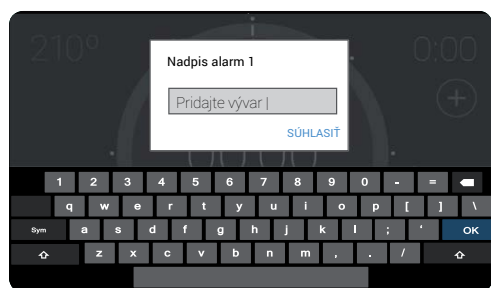 210° 0:00
Nadpis alarm 1
Pridajte vývar
SÚHLASIŤ
1 2 3 4 5 6 7 8 9 0 - =
q w e r t y u i o p [ ] \
Sym a s d f g h j k l ; ' OK
z x c v b n m , . /